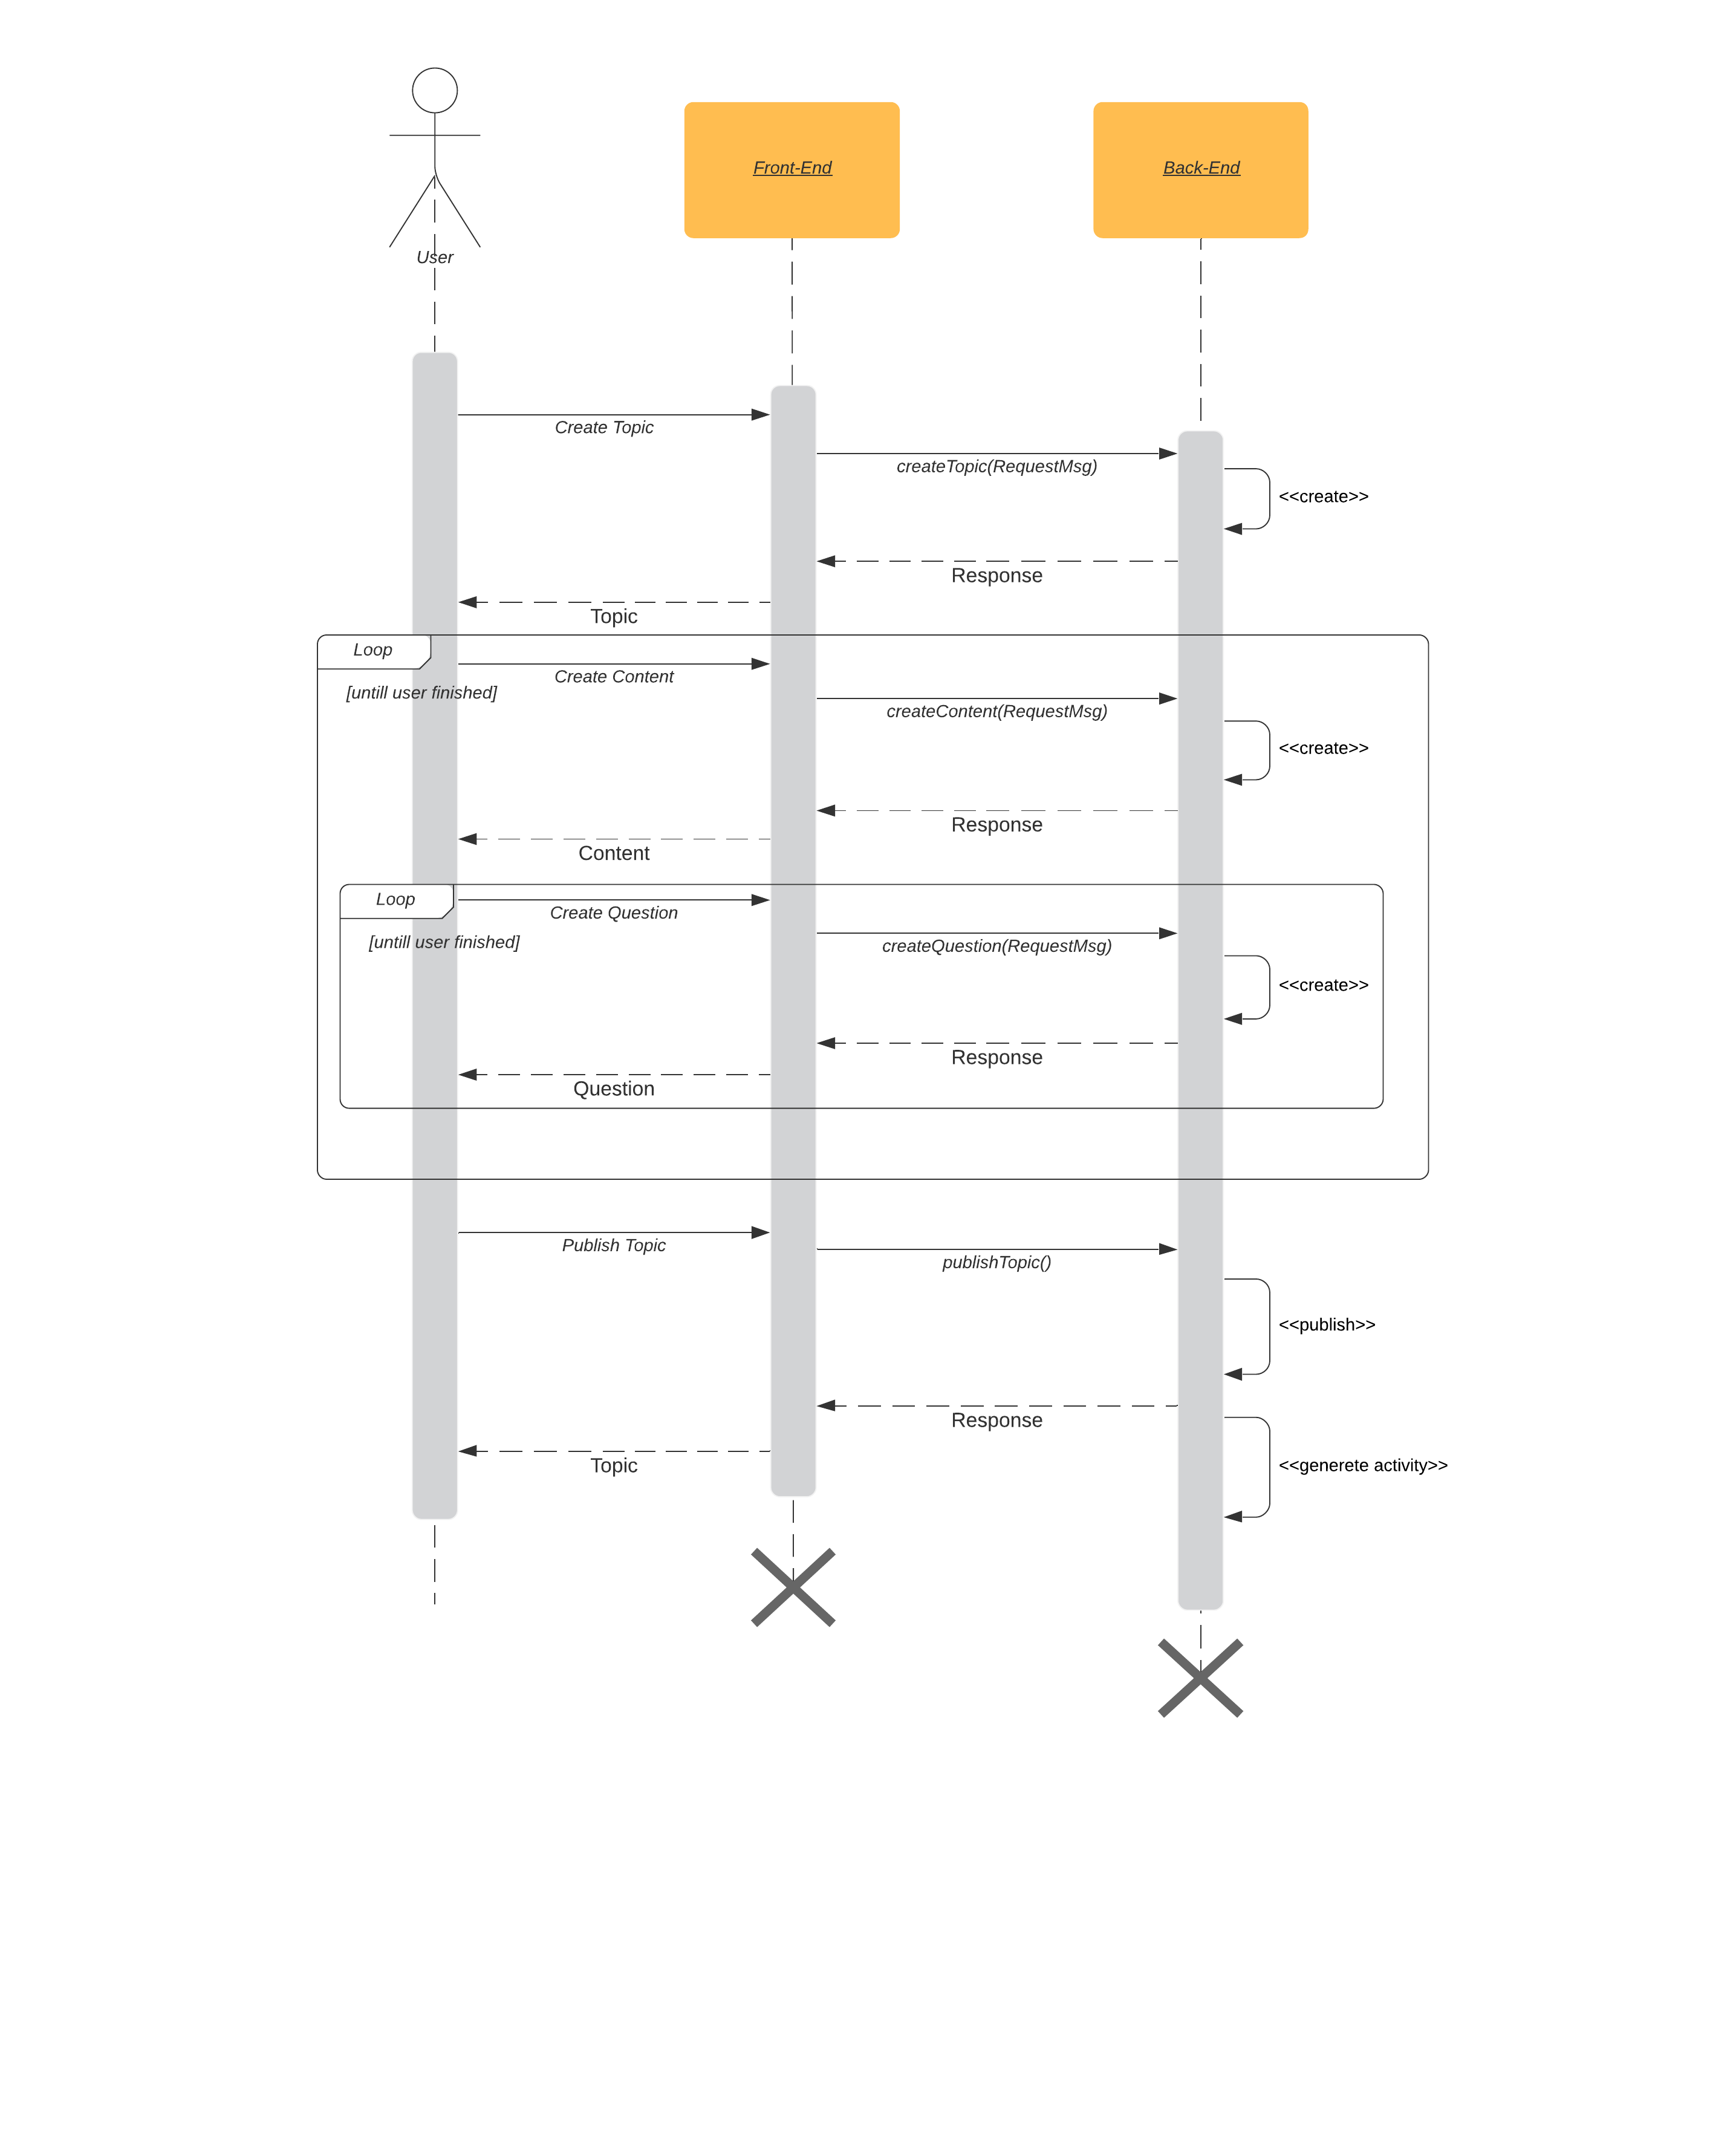 Front-End
Back-End
User
Create Topic
createTopic(RequestMsg)
<<create>>
Response
Topic
Loop
Create Content
[untill user finished]
createContent(RequestMsg)
<<create>>
Response
Content
Loop
Create Question
[untill user finished]
createQuestion(RequestMsg)
<<create>>
Response
Question
Publish Topic
publishTopic()
<<publish>>
Response
Topic
<<generete activity>>